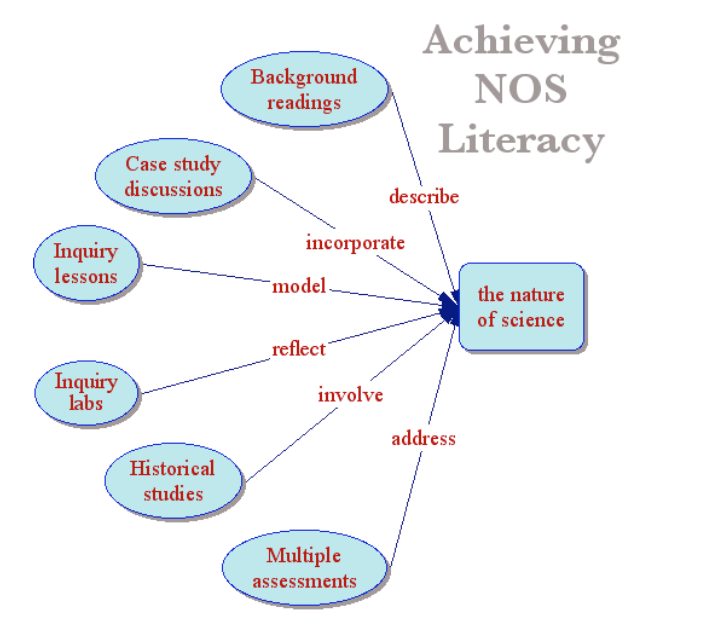 Achieving
NOS
Literacy
Background
readings
describe
Case study
discussions
incorporate
Inquiry
lessons
model
the nature
of science
reflect
Inquiry
labs
involve
address
Historical
studies
Multiple
assessments